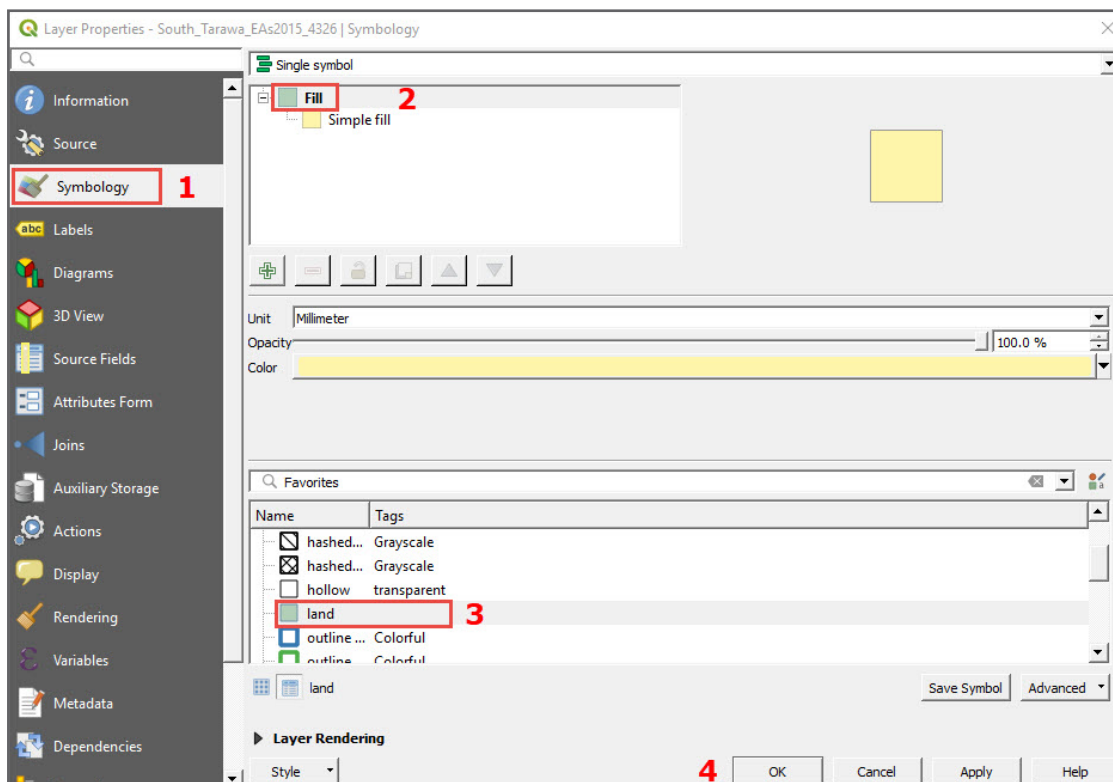 Layer Properties - South_Tarawa_EAs2015_4326 | Symbology
Single symbol
Information
Source
Symbology
1
Labels
Diagrams
3D View
Source Fields
Attributes Form
Joins
Auxiliary Storage
Actions
Display
Rendering
Variables
Metadata
Dependencies
Fill
2
Simple fill
Unit Millimeter
Opacity 100.0 %
Color
Favorites
Name Tags
hashed... Grayscale
hashed... Grayscale
hollow transparent
land
3
outline ... Colorful
outline Colorful
land
Save Symbol Advanced
Layer Rendering
Style
4
OK Cancel Apply Help